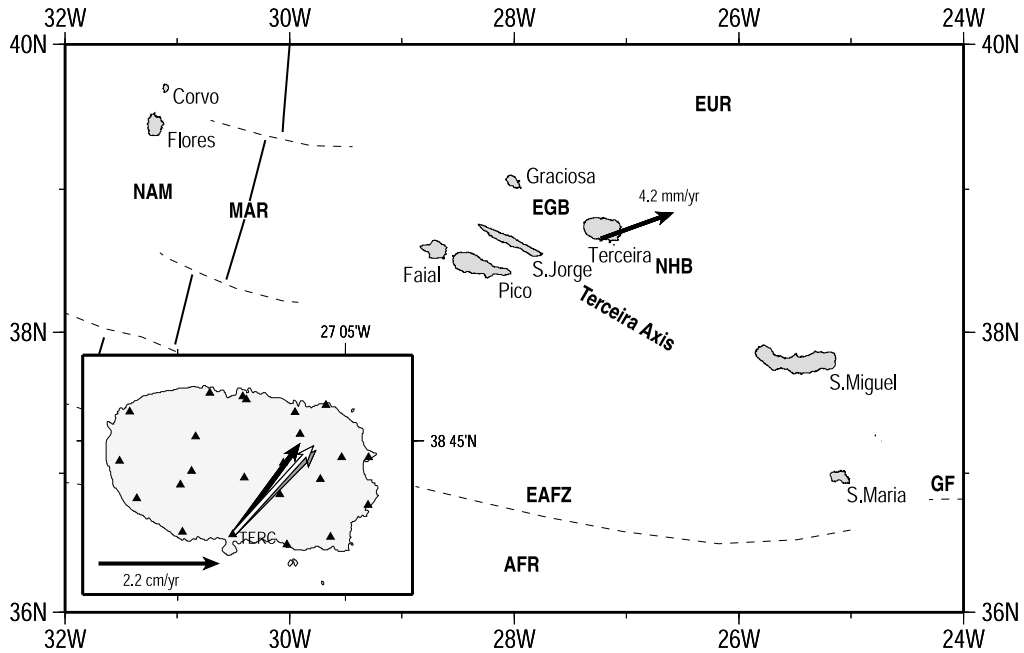 32W 30W 28W 26W 24W
40N 40N
EUR
Corvo
Flores
Graciosa
NAM
4.2 mm/yr
EGB
MAR
Terceira
S.Jorge
NHB
Faial
Pico
Terceira Axis
38N 38N
27 05'W
S.Miguel
38 45'N
GF
S.Maria
EAFZ
TERC
AFR
2.2 cm/yr
36N 36N
32W 30W 28W 26W 24W